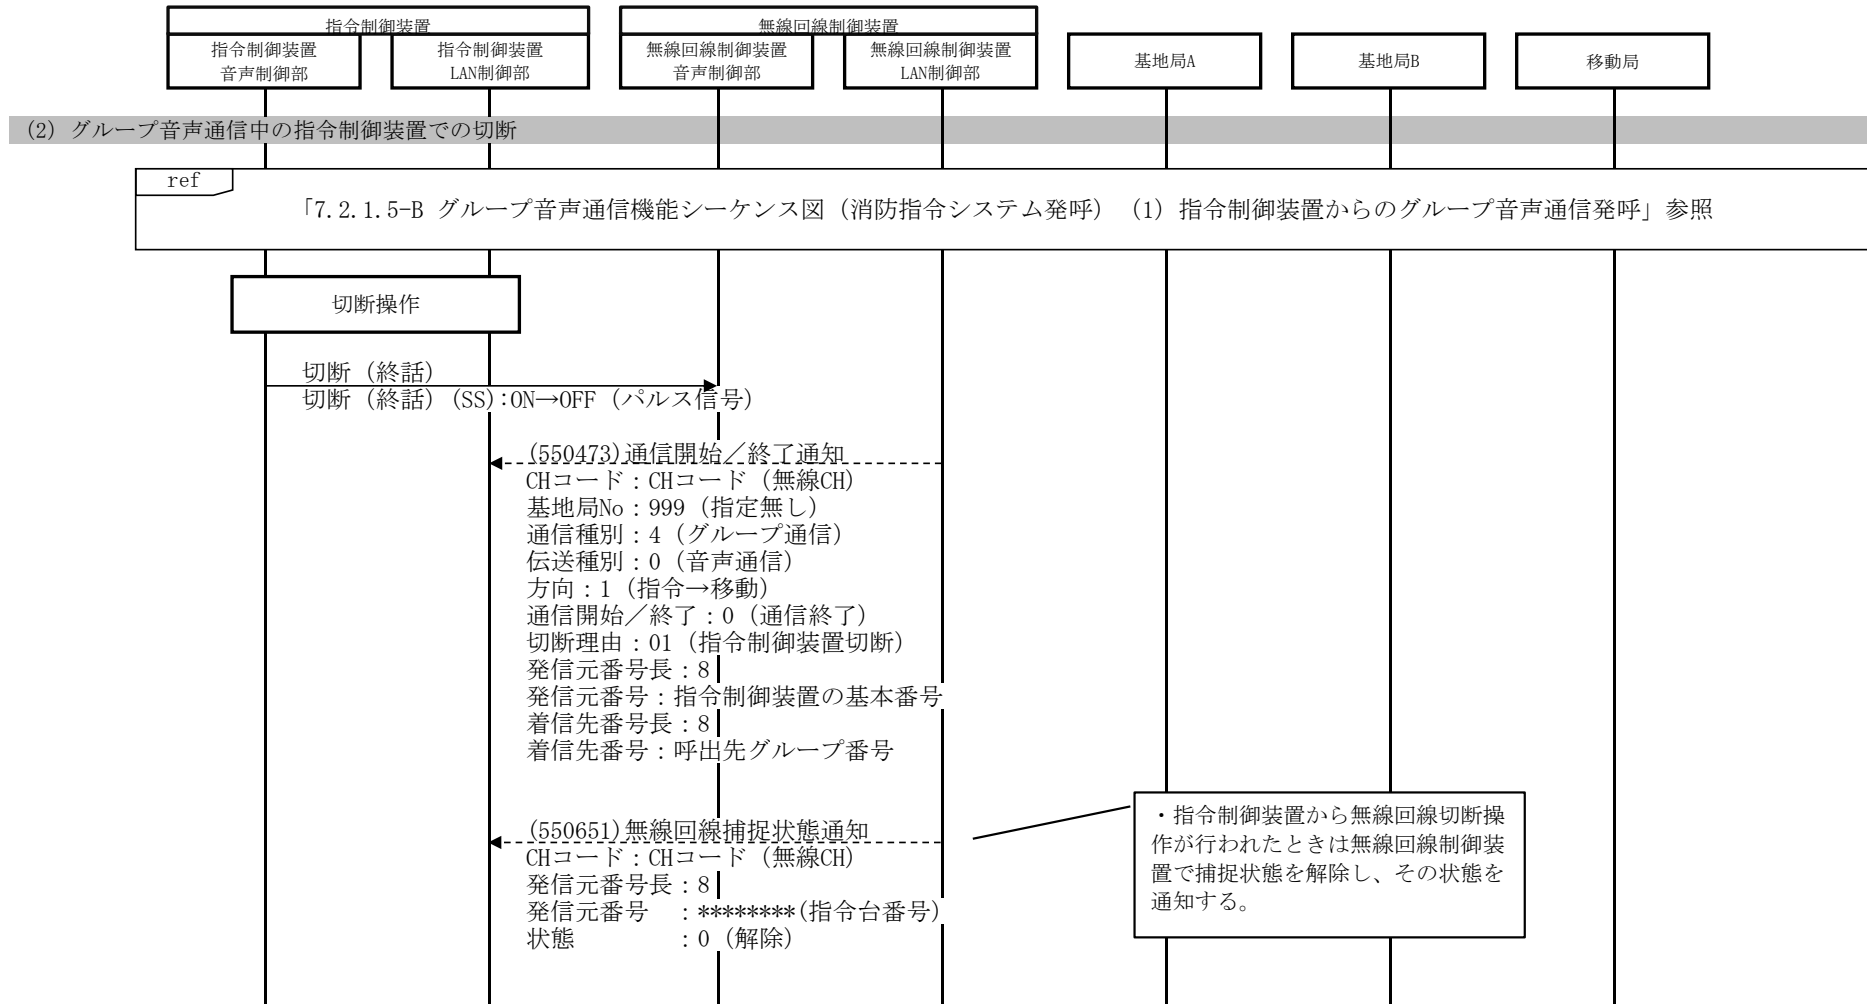 指令制御装置
無線回線制御装置
指令制御装置
音声制御部
指令制御装置
LAN制御部
無線回線制御装置
音声制御部
無線回線制御装置
LAN制御部
基地局A
基地局B
移動局
(2) グループ音声通信中の指令制御装置での切断
ref
「7.2.1.5-B グループ音声通信機能シーケンス図（消防指令システム発呼）（1）指令制御装置からのグループ音声通信発呼」参照
切断操作
切断（終話）
切断（終話）(SS):ON→OFF（パルス信号）
(550473)通信開始／終了通知
CHコード：CHコード（無線CH）
基地局No：999（指定無し）
通信種別：4（グループ通信）
伝送種別：0（音声通信）
方向：1（指令→移動）
通信開始／終了：0（通信終了）
切断理由：01（指令制御装置切断）
発信元番号長：8
発信元番号：指令制御装置の基本番号
着信先番号長：8
着信先番号：呼出先グループ番号
(550651)無線回線捕捉状態通知
CHコード：CHコード（無線CH）
発信元番号長：8
発信元番号　：********(指令台番号)
状態　　　　：0（解除）
・指令制御装置から無線回線切断操
作が行われたときは無線回線制御装
置で捕捉状態を解除し、その状態を
通知する。